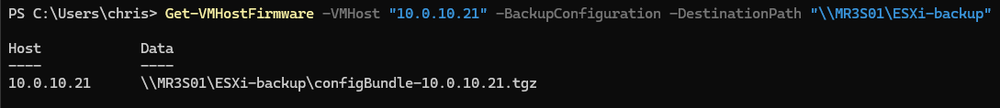 PS C:\Users\chris> Get-VMHostFirmware -VMHost "10.0.10.21" -BackupConfiguration -DestinationPath "\\MR3S01\ESXi-backup"
Host Data
---- ----
10.0.10.21 \\MR3S01\ESXi-backup\configBundle-10.0.10.21.tgz